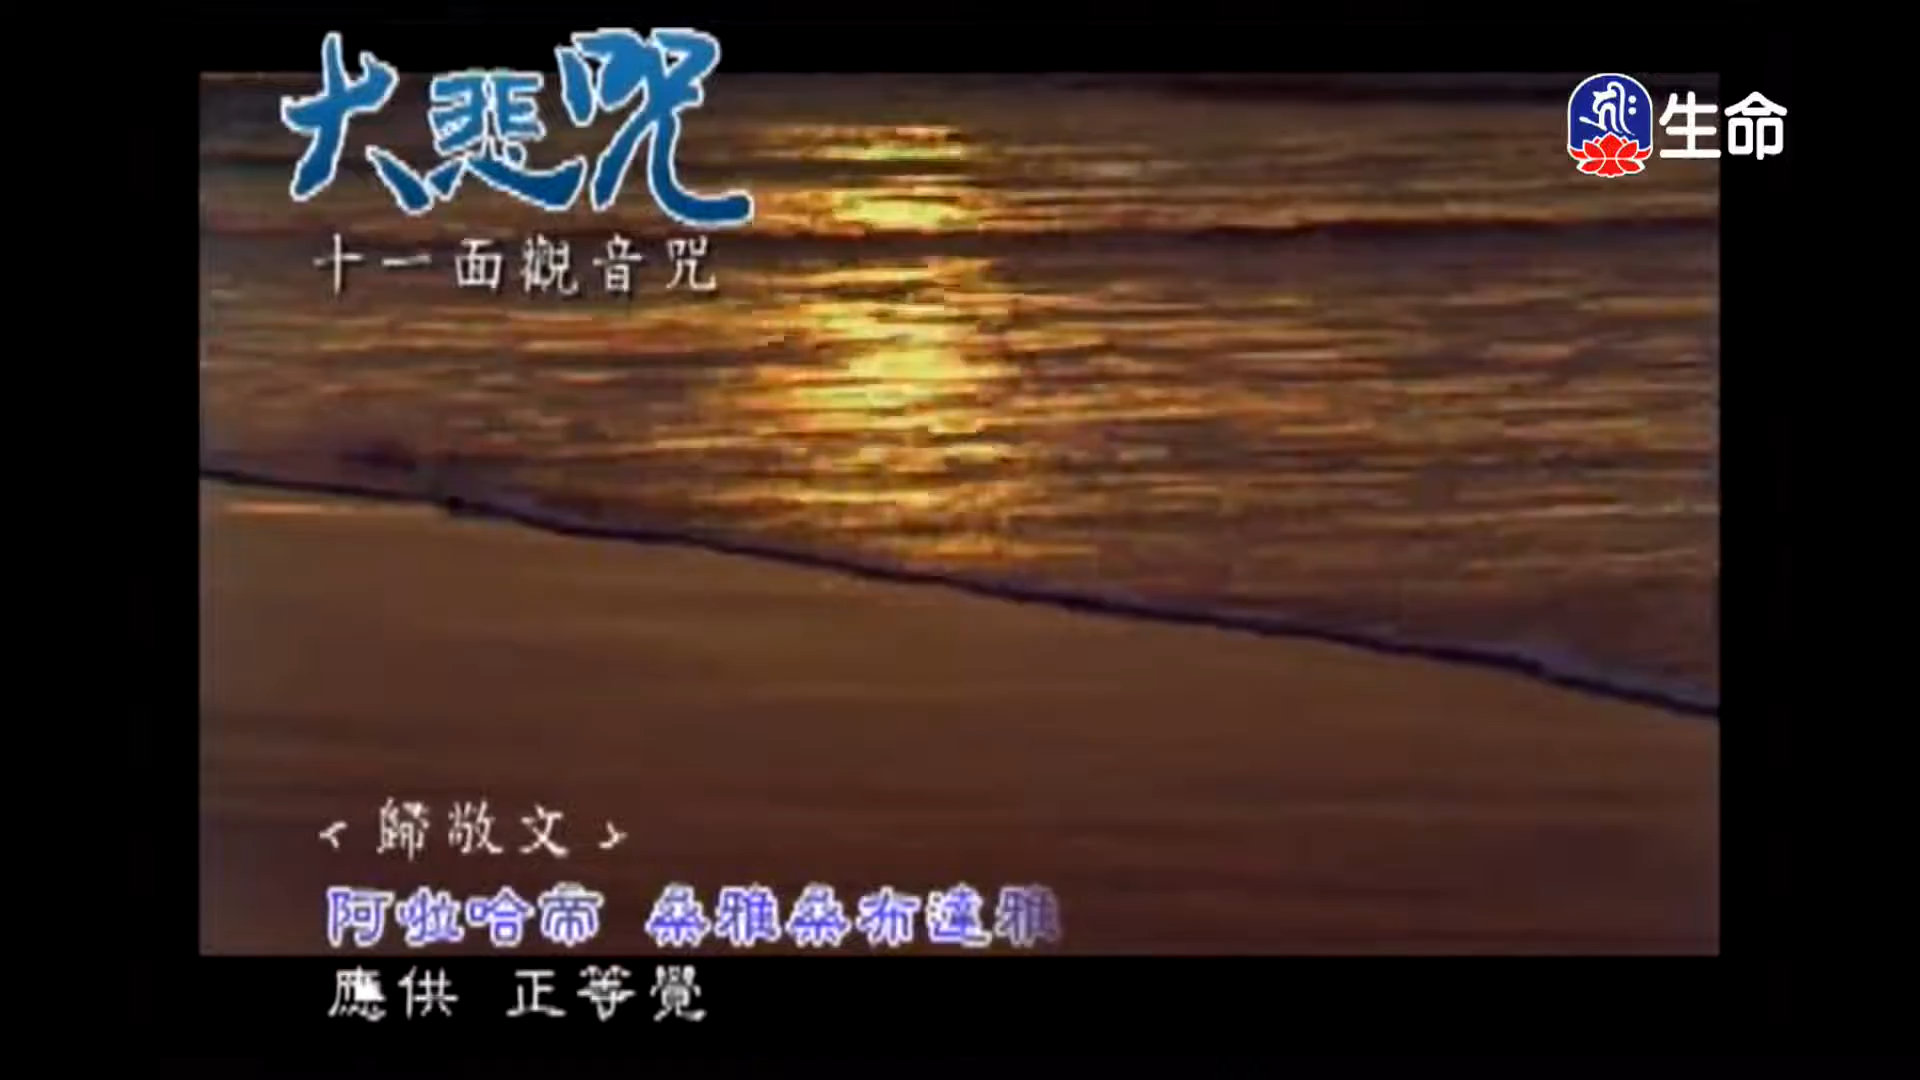 大悲咒
生命
十一面觀音咒
<歸敬文>
阿啦哈帝 桑雅桑布達雅
應供 正等覺